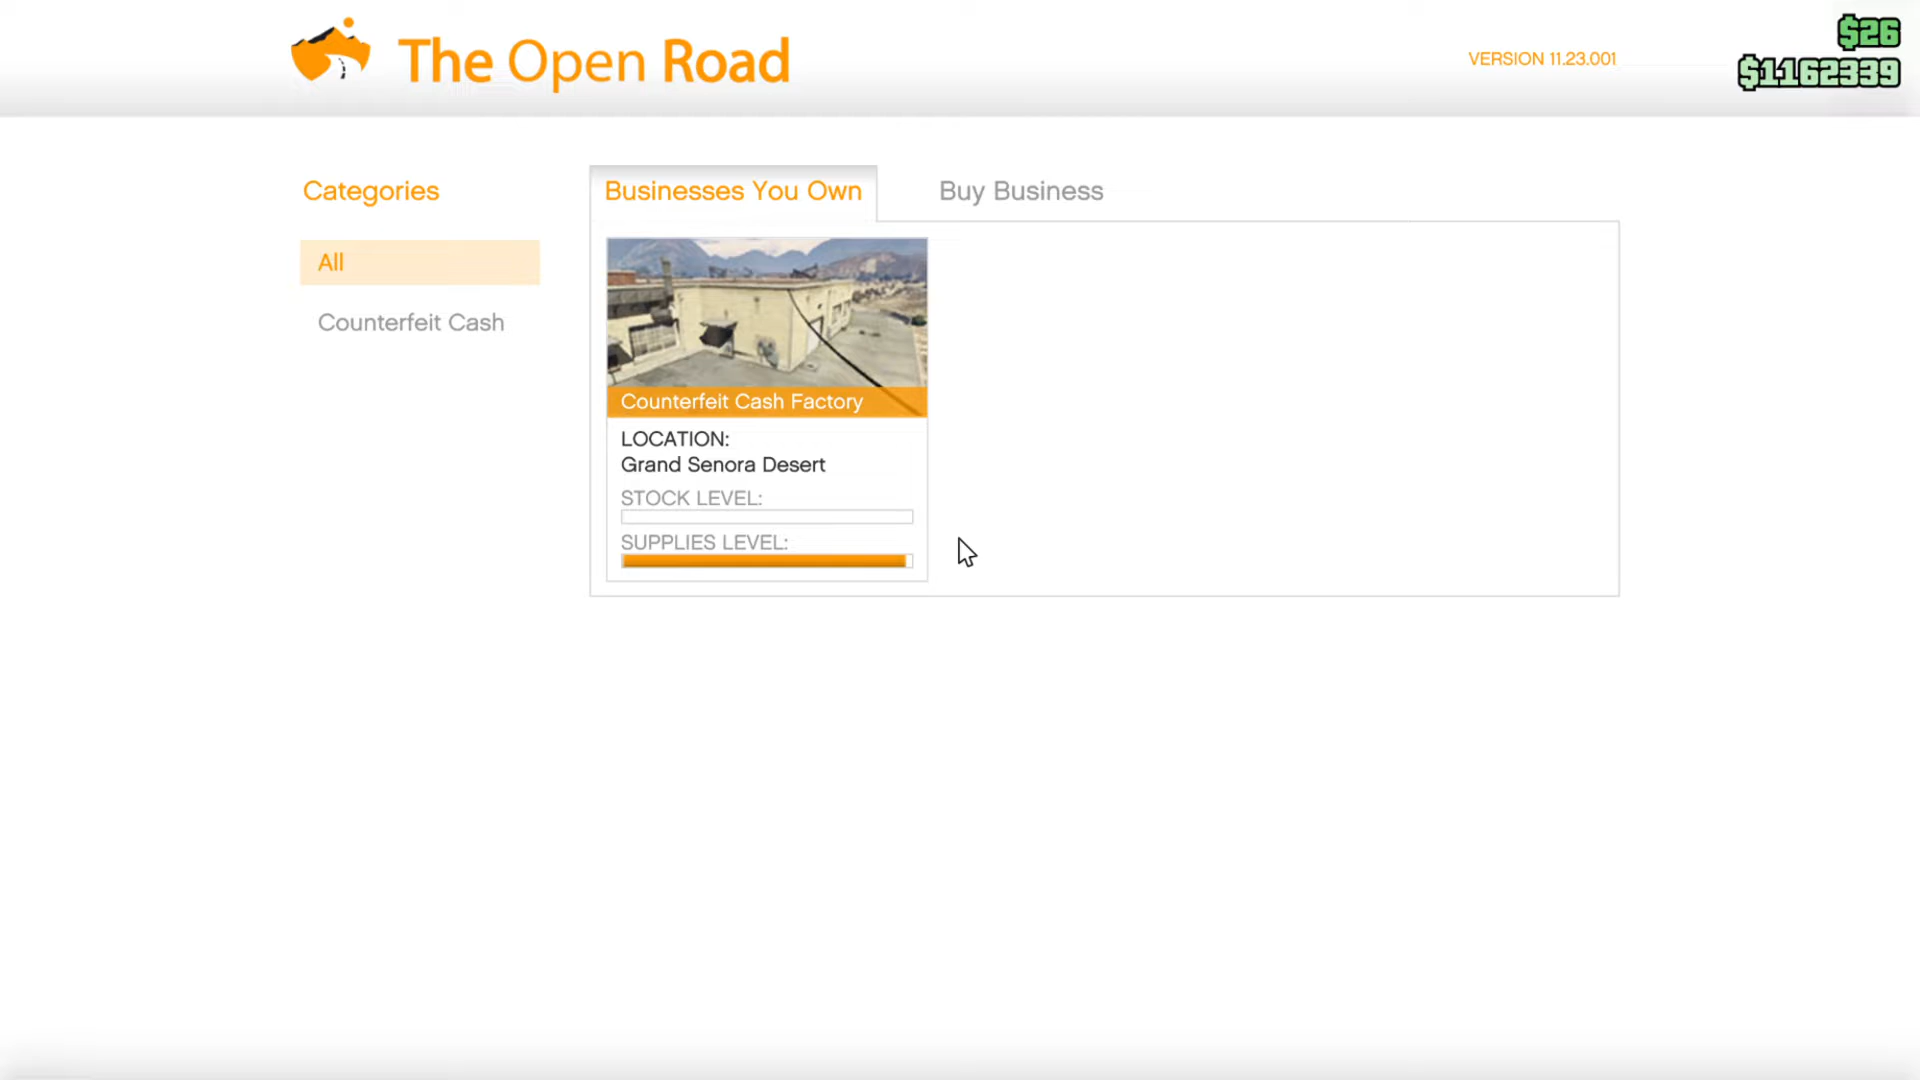 The Open Road
VERSION 11.23.001
$26
$1162339
Categories
All
Counterfeit Cash
Businesses You Own
Buy Business
Counterfeit Cash Factory
LOCATION:
Grand Senora Desert
STOCK LEVEL:
SUPPLIES LEVEL: